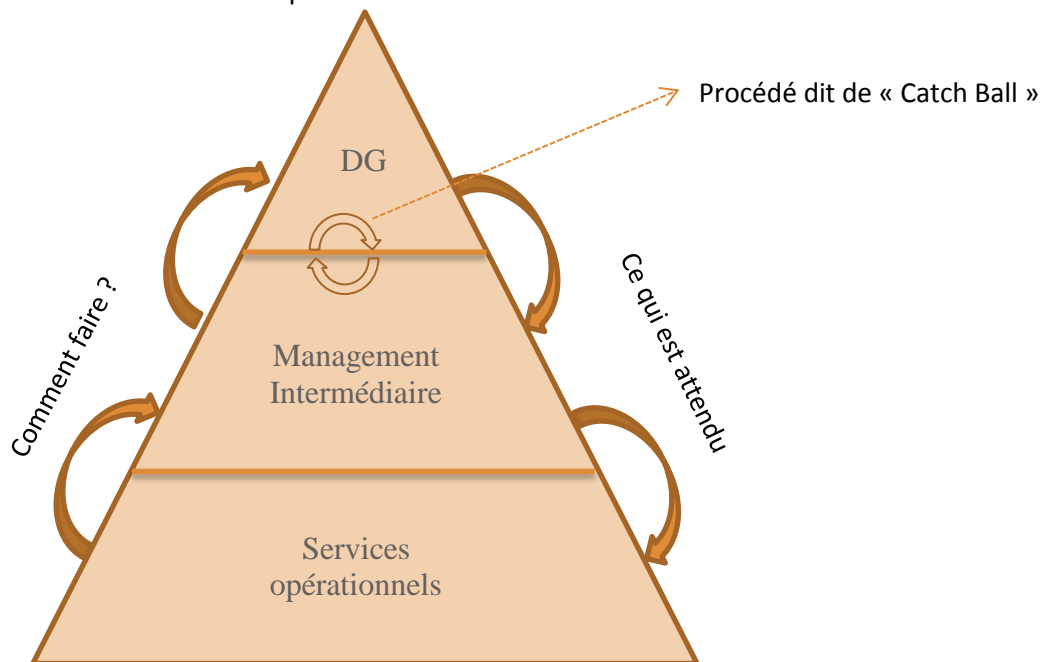 Procédé dit de « Catch Ball »
DG
Comment faire ?
Ce qui est attendu
Management
Intermédiaire
Services
opérationnels